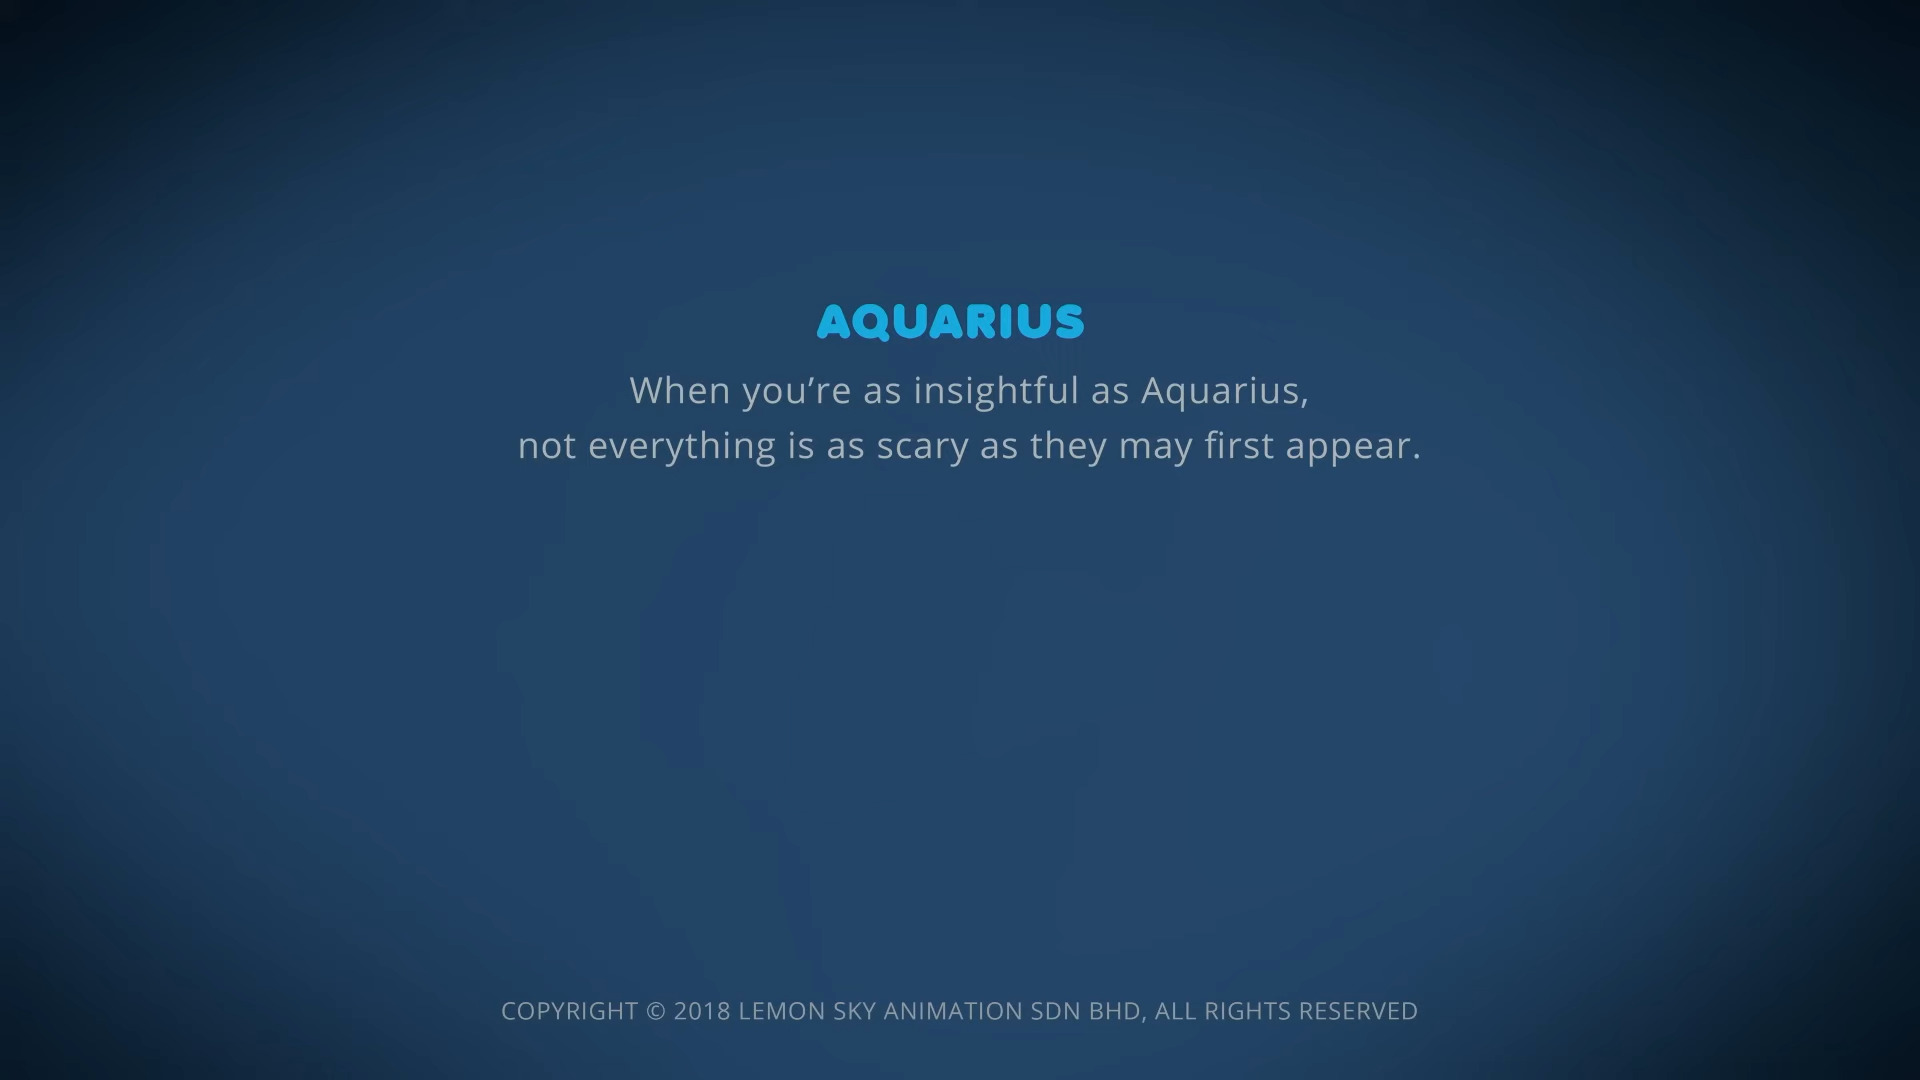 AQUARIUS
When you’re as insightful as Aquarius,
not everything is as scary as they may first appear.
COPYRIGHT © 2018 LEMON SKY ANIMATION SDN BHD, ALL RIGHTS RESERVED